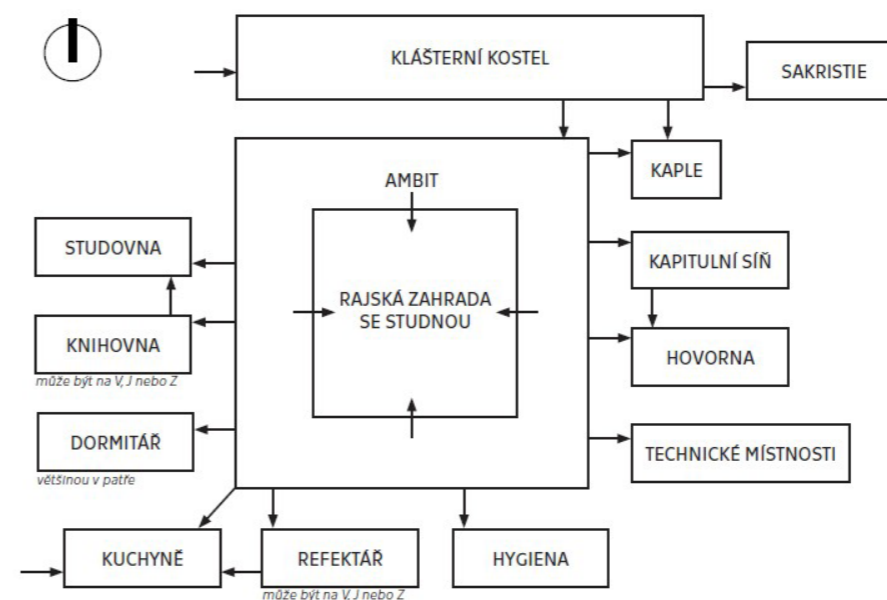 KLÁŠTERNÍ KOSTEL
SAKRISTIE
AMBIT
KAPLE
STUDOVNA
KAPITULNÍ SÍŇ
RAJSKÁ ZAHRADA
SE STUDNOU
KNIHOVNA
může být na V, J nebo Z
HOVORNA
DORMITÁŘ
většinou v patře
TECHNICKÉ MÍSTNOSTI
KUCHYNĚ
REFEKTÁŘ
může být na V, J nebo Z
HYGIENA